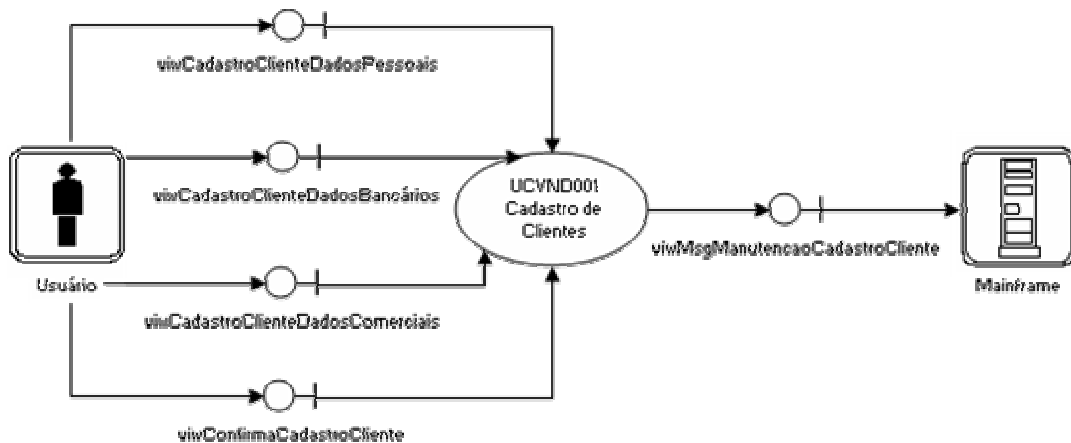 viwCadastroClienteDadosPessoais
viwCadastroClienteDadosBancários
UCVND001
Cadastro de
Clientes
viwMsgManutencaoCadastroCliente
Usuário
Mainframe
viwCadastroClienteDadosComerciais
viwConfirmaCadastroCliente